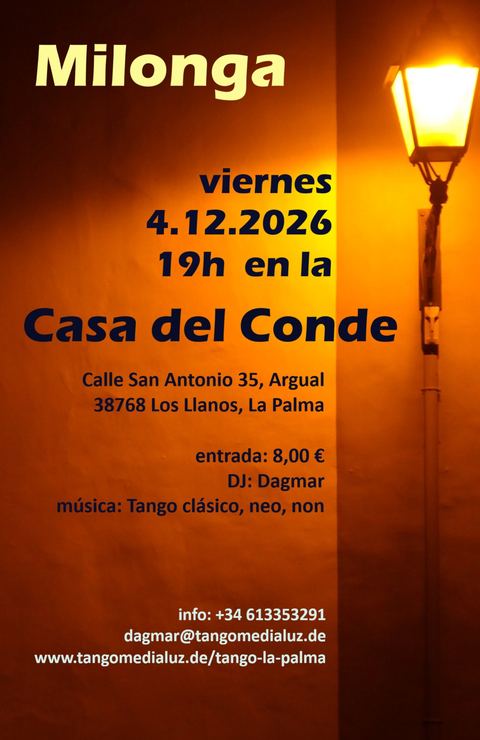 Milonga
viernes
4.12.2026
19h en la
Casa del Conde
Calle San Antonio 35, Argual
38768 Los Llanos, La Palma
entrada: 8,00 €
DJ: Dagmar
música: Tango clásico, neo, non
info: +34 613353291
dagmar@tangomedialuz.de
www.tangomedialuz.de/tango-la-palma